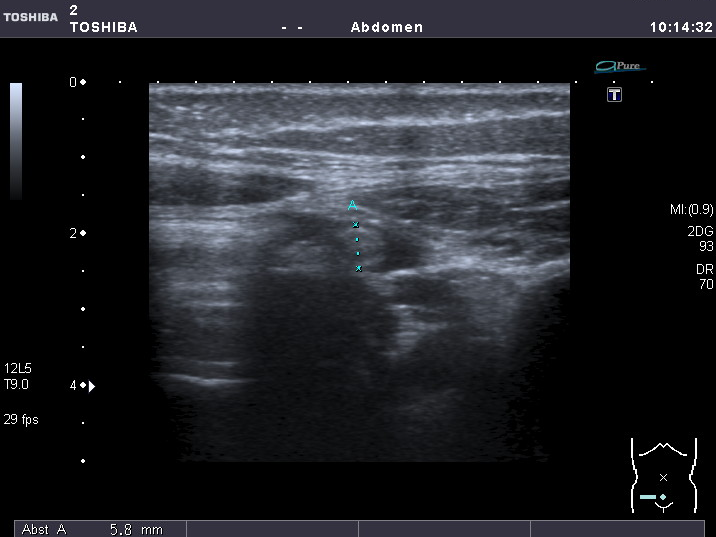 TOSHIBA
2
TOSHIBA - - Abdomen 10:14:32
0
aPure
T
A
MI:(0.9)
2
2DG
93
DR
70
12L5
T9.0
4
29 fps
Abst A 5.8 mm